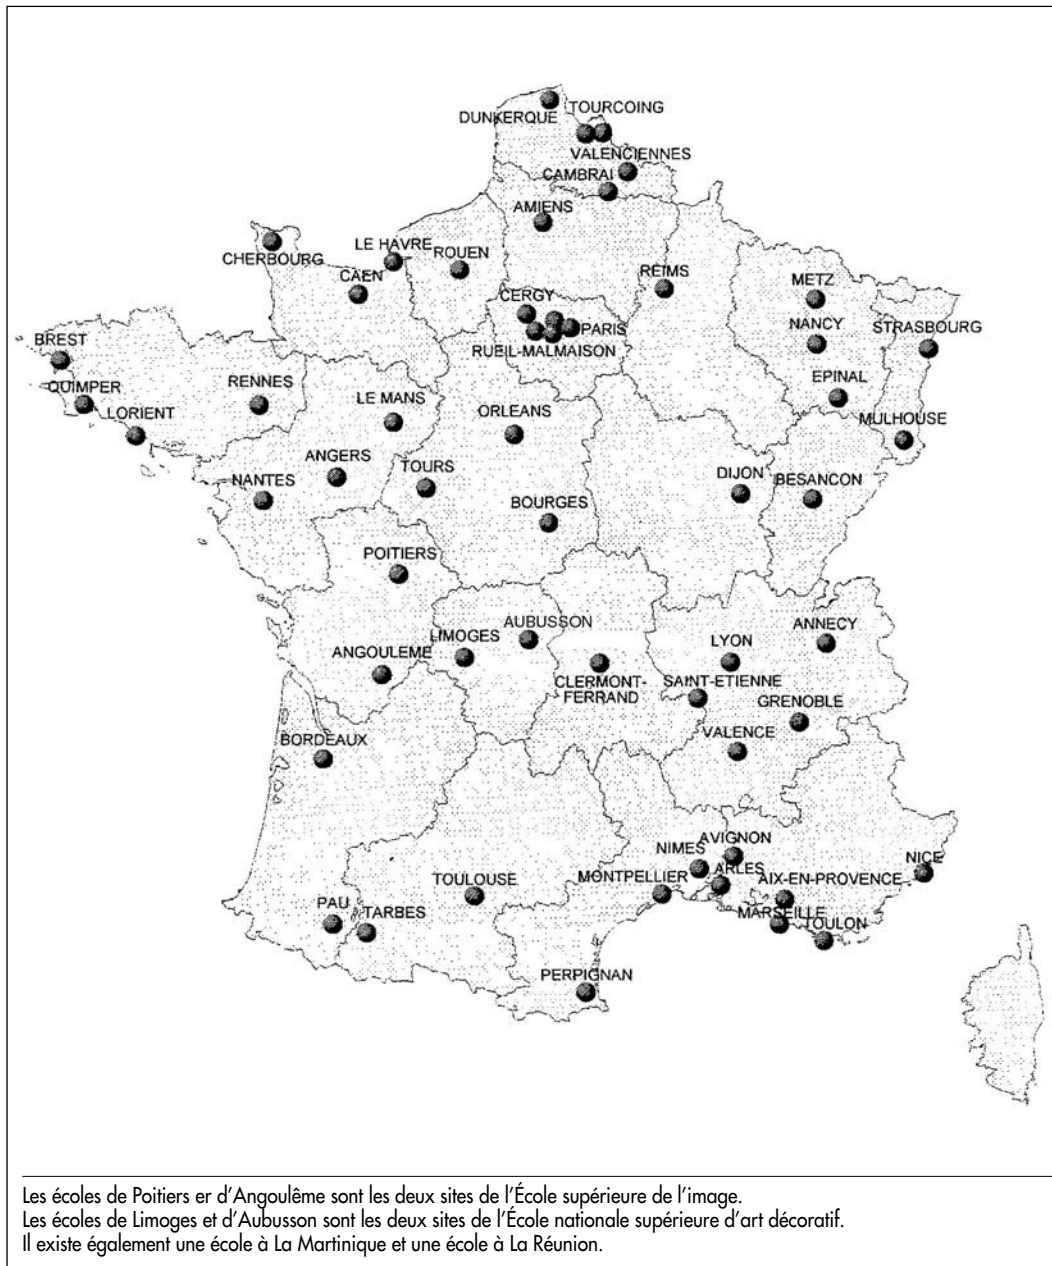 DUNKERQUE
TOURCOING
VALENCIENNES
CAMBRAI
AMIENS
CHERBOURG
LE HAVRE
ROUEN
CAEN
REIMS
METZ
CERGY
PARIS
NANCY
STRASBOURG
RUEIL-MALMAISON
BREST
EPINAL
QUIMPER
RENNES
LE MANS
ORLEANS
LORIENT
MULHOUSE
ANGERS
TOURS
DIJON
BESANCON
NANTES
BOURGES
POITIERS
AUBUSSON
ANNECY
LIMOGES
LYON
ANGOULEME
CLERMONT-
FERRAND
SAINT-ETIENNE
GRENOBLE
VALENCE
BORDEAUX
AVIGNON
NIMES
NICE
ARLES
MONTPELLIER
AIX-EN-PROVENCE
TOULOUSE
PAU
TARBES
MARSEILLE
TOULON
PERPIGNAN
Les écoles de Poitiers er d'Angoulême sont les deux sites de l'École supérieure de l'image.
Les écoles de Limoges et d'Aubusson sont les deux sites de l'École nationale supérieure d'art décoratif.
Il existe également une école à La Martinique et une école à La Réunion.